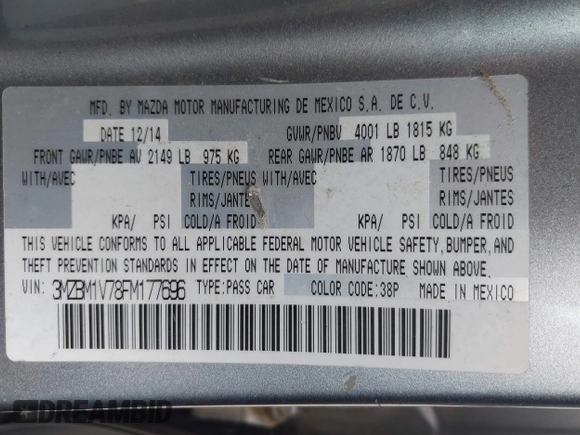 MFD. BY MAZDA MOTOR MANUFACTURING DE MEXICO S.A. DE C.V.
DATE 12/14 GVWR/PNBV 4001 LB 1815 KG
FRONT GAWR/PNBE AV 2149 LB 975 KG REAR GAWR/PNBE AR 1870 LB 848 KG
WITH/AVEC TIRES/PNEUS WITH/AVEC TIRES/PNEUS
RIMS/JANTES RIMS/JANTES
KPA/ PSI COLD/A FROID KPA/ PSI COLD/A FROID
THIS VEHICLE CONFORMS TO ALL APPLICABLE FEDERAL MOTOR VEHICLE SAFETY, BUMPER, AND
THEFT PREVENTION STANDARDS IN EFFECT ON THE DATE OF MANUFACTURE SHOWN ABOVE.
VIN: 3MZBM1V78FM177696 TYPE:PASS CAR COLOR CODE:38P MADE IN MEXICO
DREAMBID